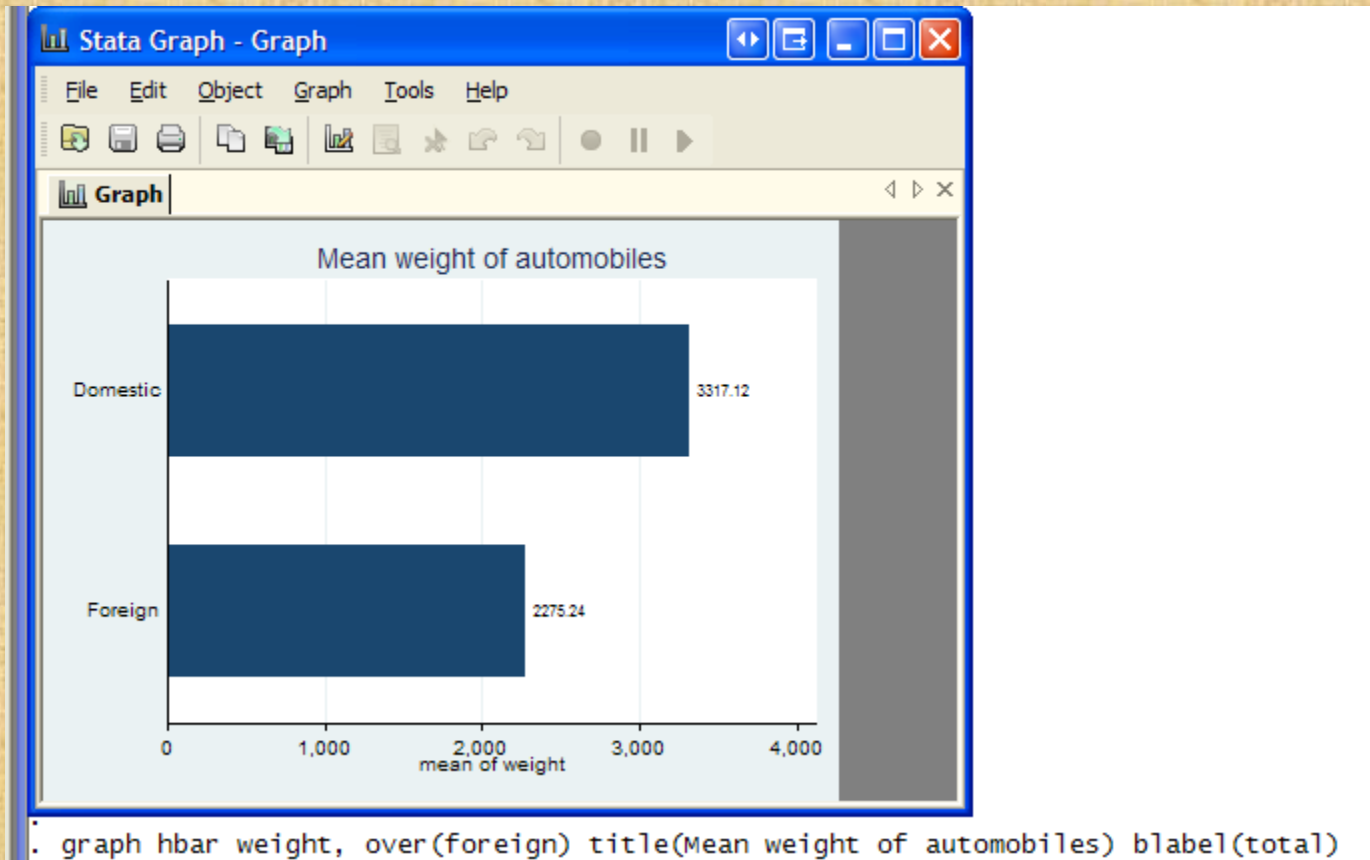 Stata Graph - Graph
File Edit Object Graph Tools Help
Graph
Mean weight of automobiles
Domestic
3317.12
Foreign
2275.24
0 1,000 2,000 3,000 4,000
mean of weight
.
. graph hbar weight, over(foreign) title(Mean weight of automobiles) blabel(total)